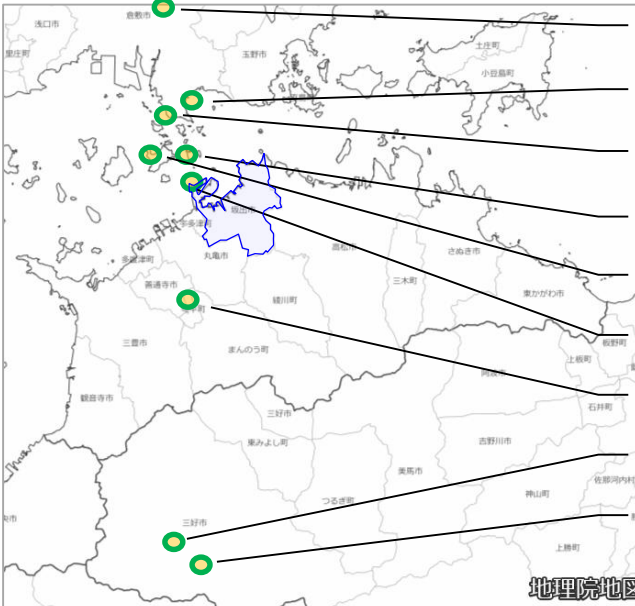 倉敷市
浅口市
土庄町
里庄町
玉野市
小豆島町
坂出市
宇多津町
高松市
さぬき市
丸亀市
多度津町
三木町
善通寺市
東かがわ市
綾川町
板野町
三豊市
まんのう町
上板町
阿波市
観音寺市
石井町
三好市
東みよし町
吉野川市
美馬市
佐那河内村
つるぎ町
神山町
三好市
上勝町
地理院地図